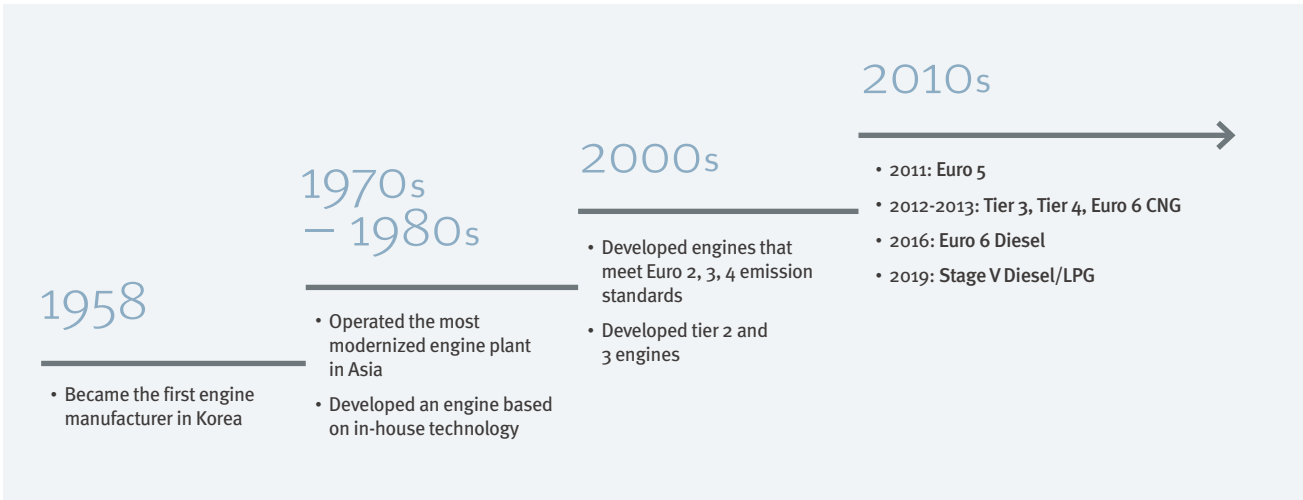 1958
• Became the first engine
manufacturer in Korea
1970s
– 1980s
• Operated the most
modernized engine plant
in Asia
• Developed an engine based
on in-house technology
2000s
• Developed engines that
meet Euro 2, 3, 4 emission
standards
• Developed tier 2 and
3 engines
2010s
• 2011: Euro 5
• 2012-2013: Tier 3, Tier 4, Euro 6 CNG
• 2016: Euro 6 Diesel
• 2019: Stage V Diesel/LPG